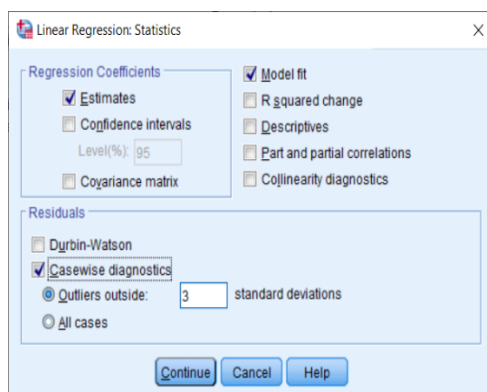 Linear Regression: Statistics
Regression Coefficients
Estimates
Confidence intervals
Level(%): 95
Covariance matrix
Model fit
R squared change
Descriptives
Part and partial correlations
Collinearity diagnostics
Residuals
Durbin-Watson
Casewise diagnostics
Outliers outside: 3 standard deviations
All cases
Continue Cancel Help